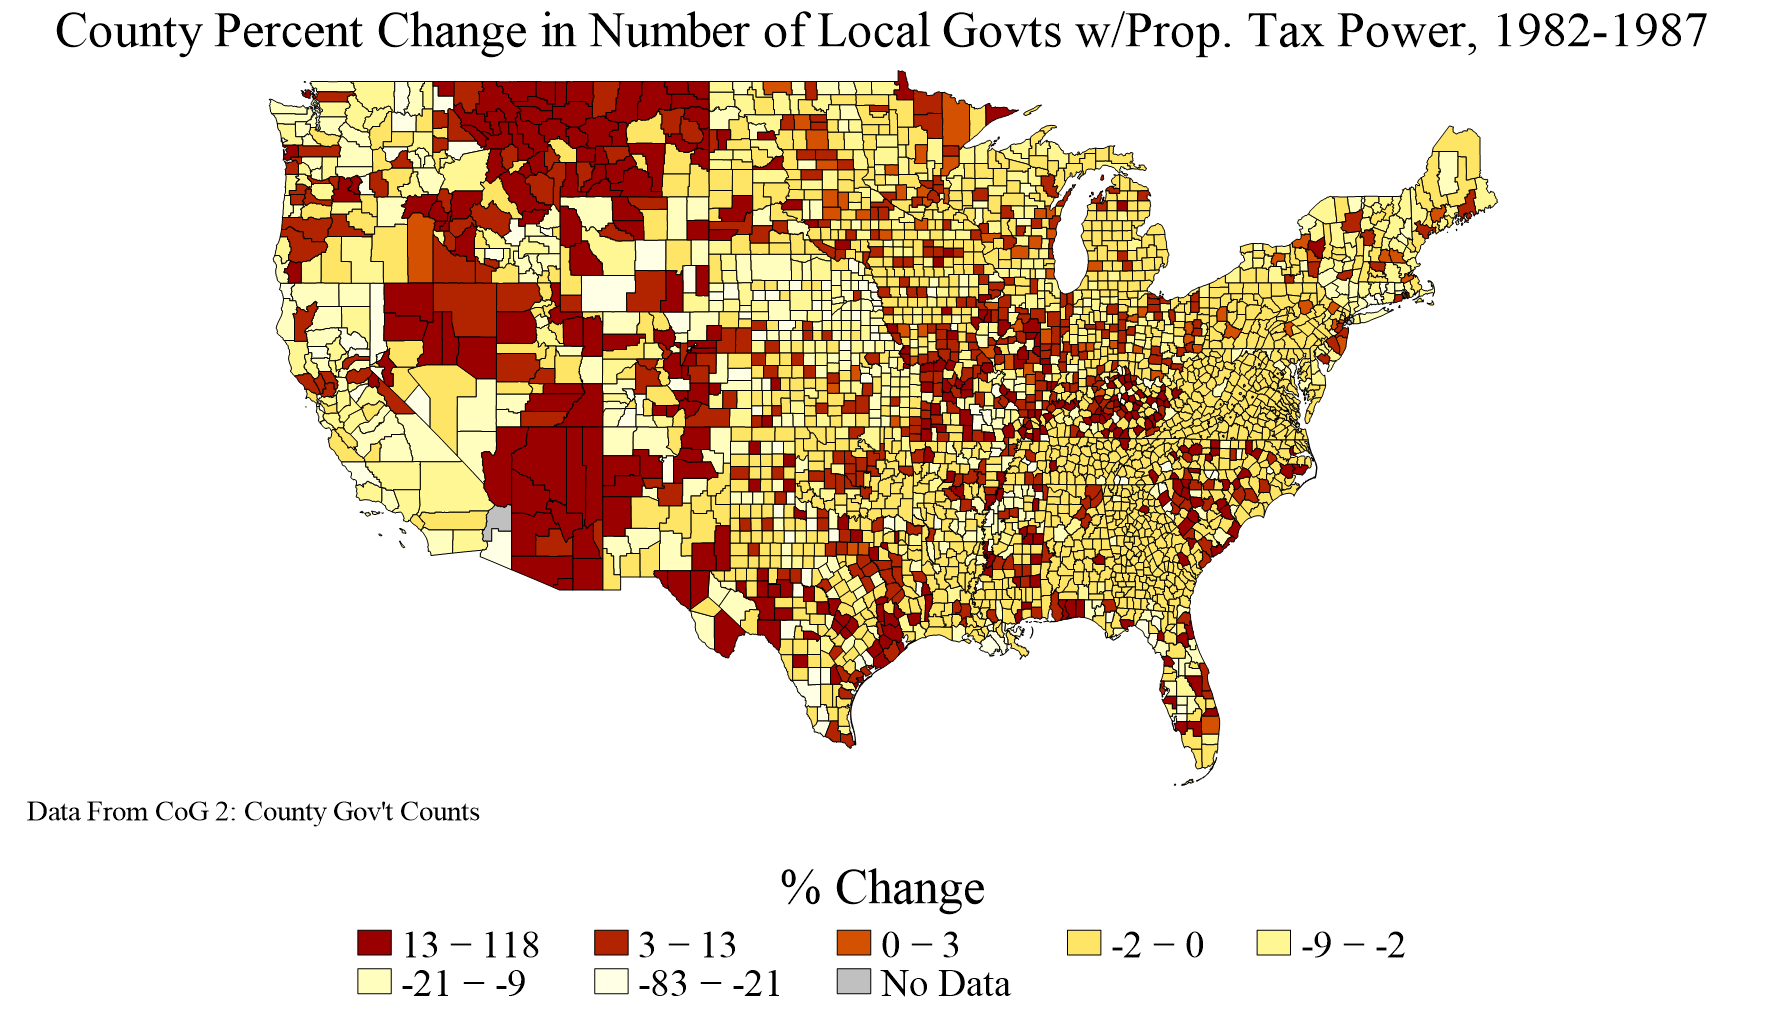 County Percent Change in Number of Local Govts w/Prop. Tax Power, 1982-1987
Data From CoG 2: County Gov't Counts
% Change
13 − 118 3 − 13 0 − 3 -2 − 0 -9 − -2
-21 − -9 -83 − -21 No Data